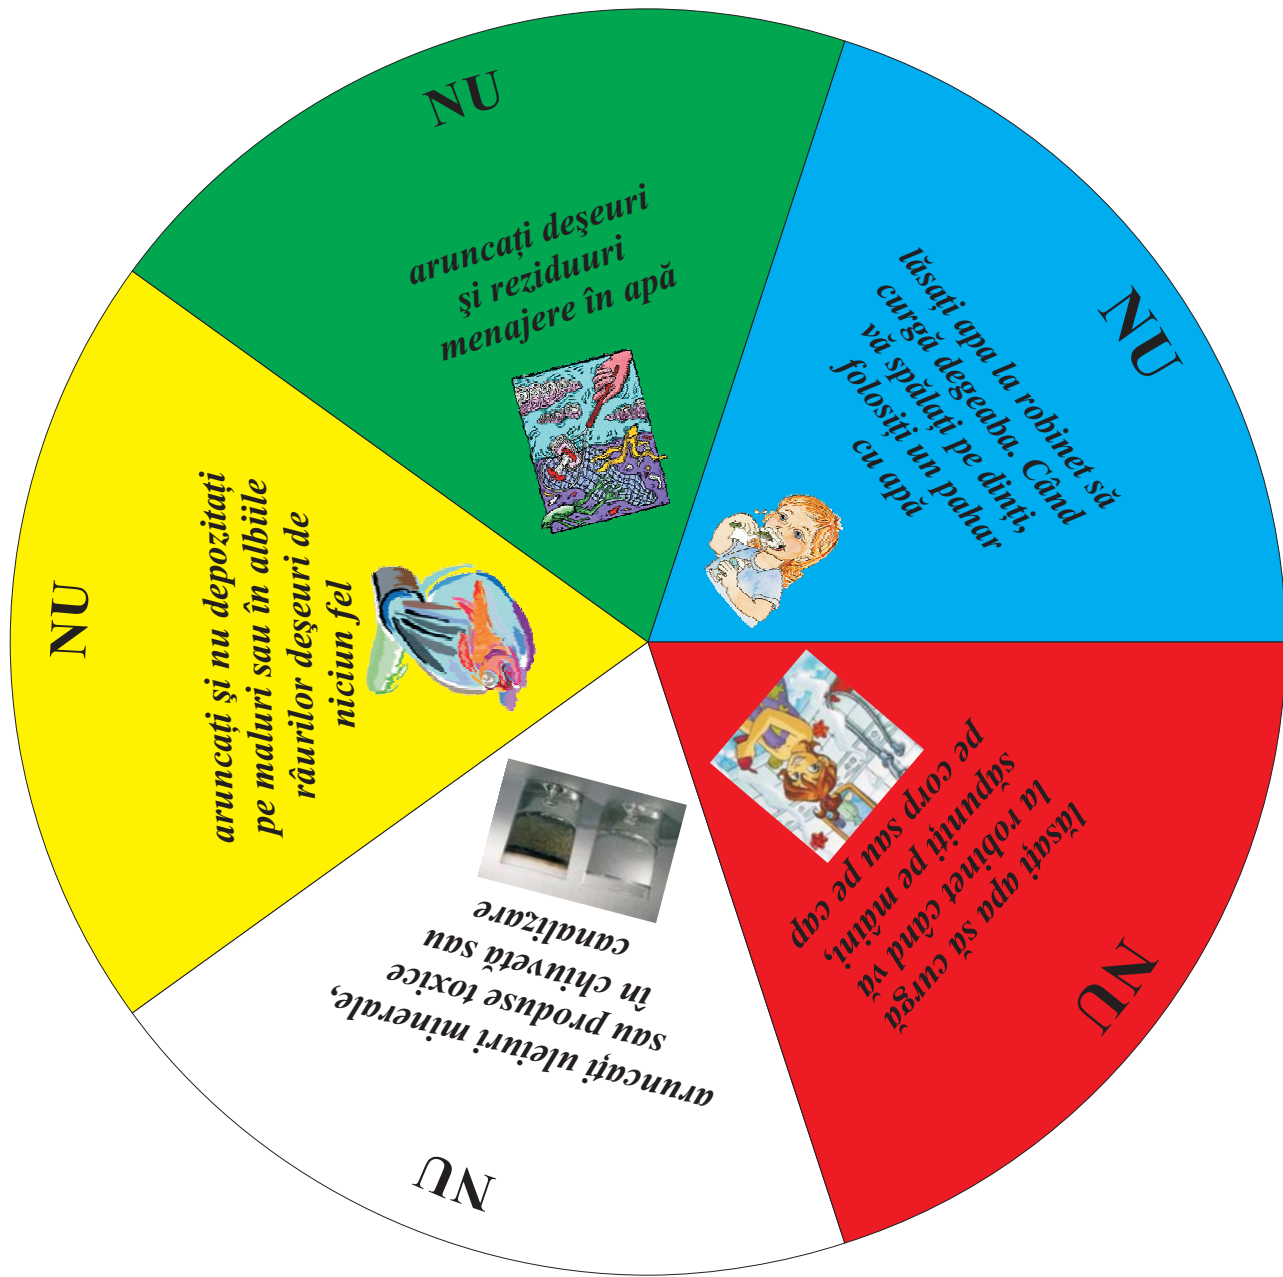 NU
aruncați deşeuri
şi reziduuri
menajere în apă
NU
lăsați apa la robinet să
curgă degeaba. Când
vă spălați pe dinți,
folosiți un pahar
cu apă
NU
lăsați apa să curgă
la robinet când vă
săpuniți pe mâini,
pe corp sau pe cap
NU
aruncați uleiuri minerale,
sau produse toxice
în chiuvetă sau
canalizare
NU
aruncați şi nu depozitați
pe maluri sau în albiile
râurilor deşeuri de
niciun fel